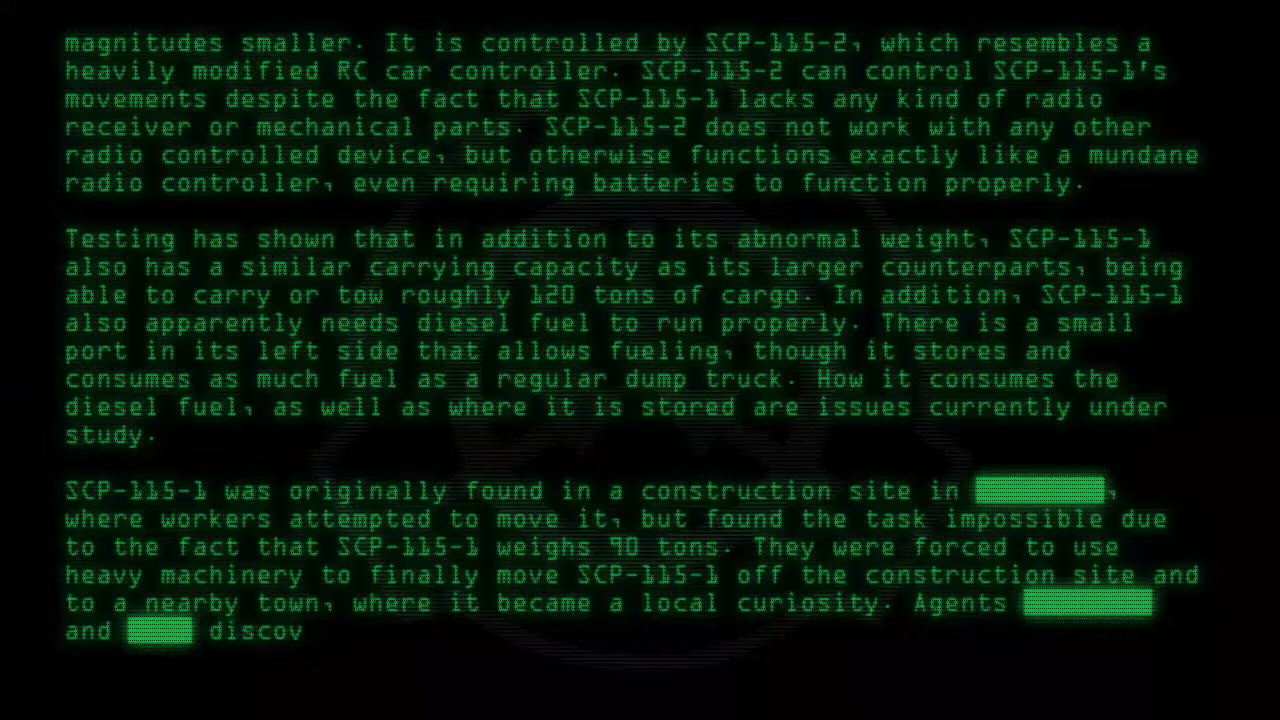 magnitudes smaller. It is controlled by SCP-115-2, which resembles a
heavily modified RC car controller. SCP-115-2 can control SCP-115-1's
movements despite the fact that SCP-115-1 lacks any kind of radio
receiver or mechanical parts. SCP-115-2 does not work with any other
radio controlled device, but otherwise functions exactly like a mundane
radio controller, even requiring batteries to function properly.
Testing has shown that in addition to its abnormal weight, SCP-115-1
also has a similar carrying capacity as its larger counterparts, being
able to carry or tow roughly 120 tons of cargo. In addition, SCP-115-1
also apparently needs diesel fuel to run properly. There is a small
port in its left side that allows fueling, though it stores and
consumes as much fuel as a regular dump truck. How it consumes the
diesel fuel, as well as where it is stored are issues currently under
study.
SCP-115-1 was originally found in a construction site in ████████,
where workers attempted to move it, but found the task impossible due
to the fact that SCP-115-1 weighs 90 tons. They were forced to use
heavy machinery to finally move SCP-115-1 off the construction site and
to a nearby town, where it became a local curiosity. Agents ████████
and ████ discov